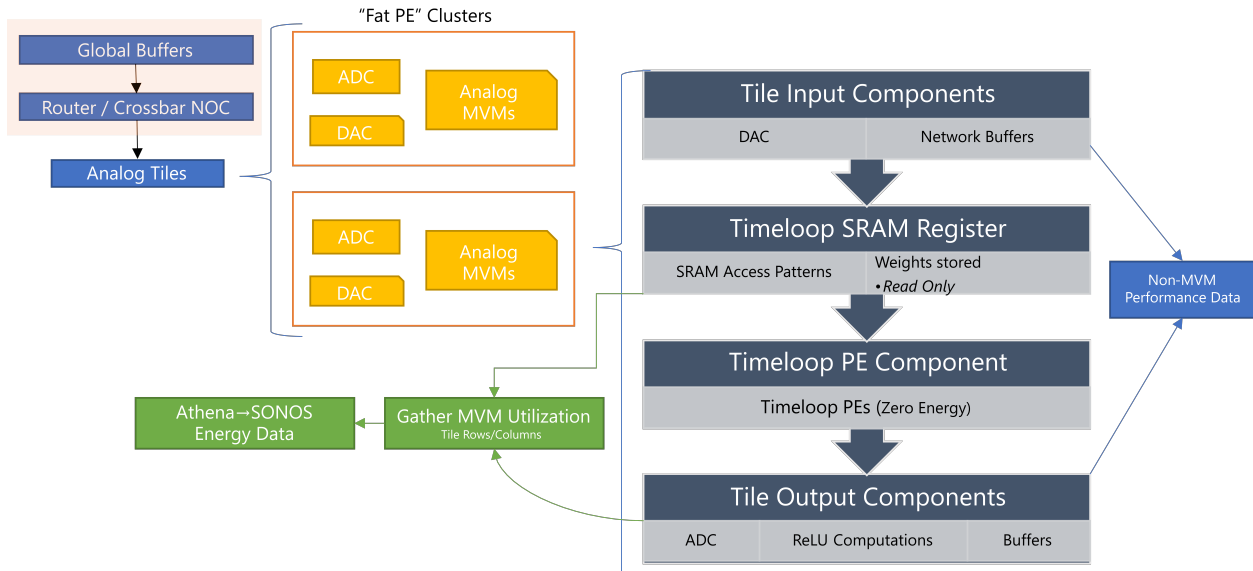 Global Buffers
Router / Crossbar NOC
Analog Tiles
“Fat PE” Clusters
ADC
DAC
Analog
MVMs
ADC
DAC
Analog
MVMs
Tile Input Components
DAC
Network Buffers
Timeloop SRAM Register
SRAM Access Patterns
Weights stored
•Read Only
Timeloop PE Component
Timeloop PEs (Zero Energy)
Tile Output Components
ADC
ReLU Computations
Buffers
Non-MVM
Performance Data
Gather MVM Utilization
Tile Rows/Columns
Athena→SONOS
Energy Data